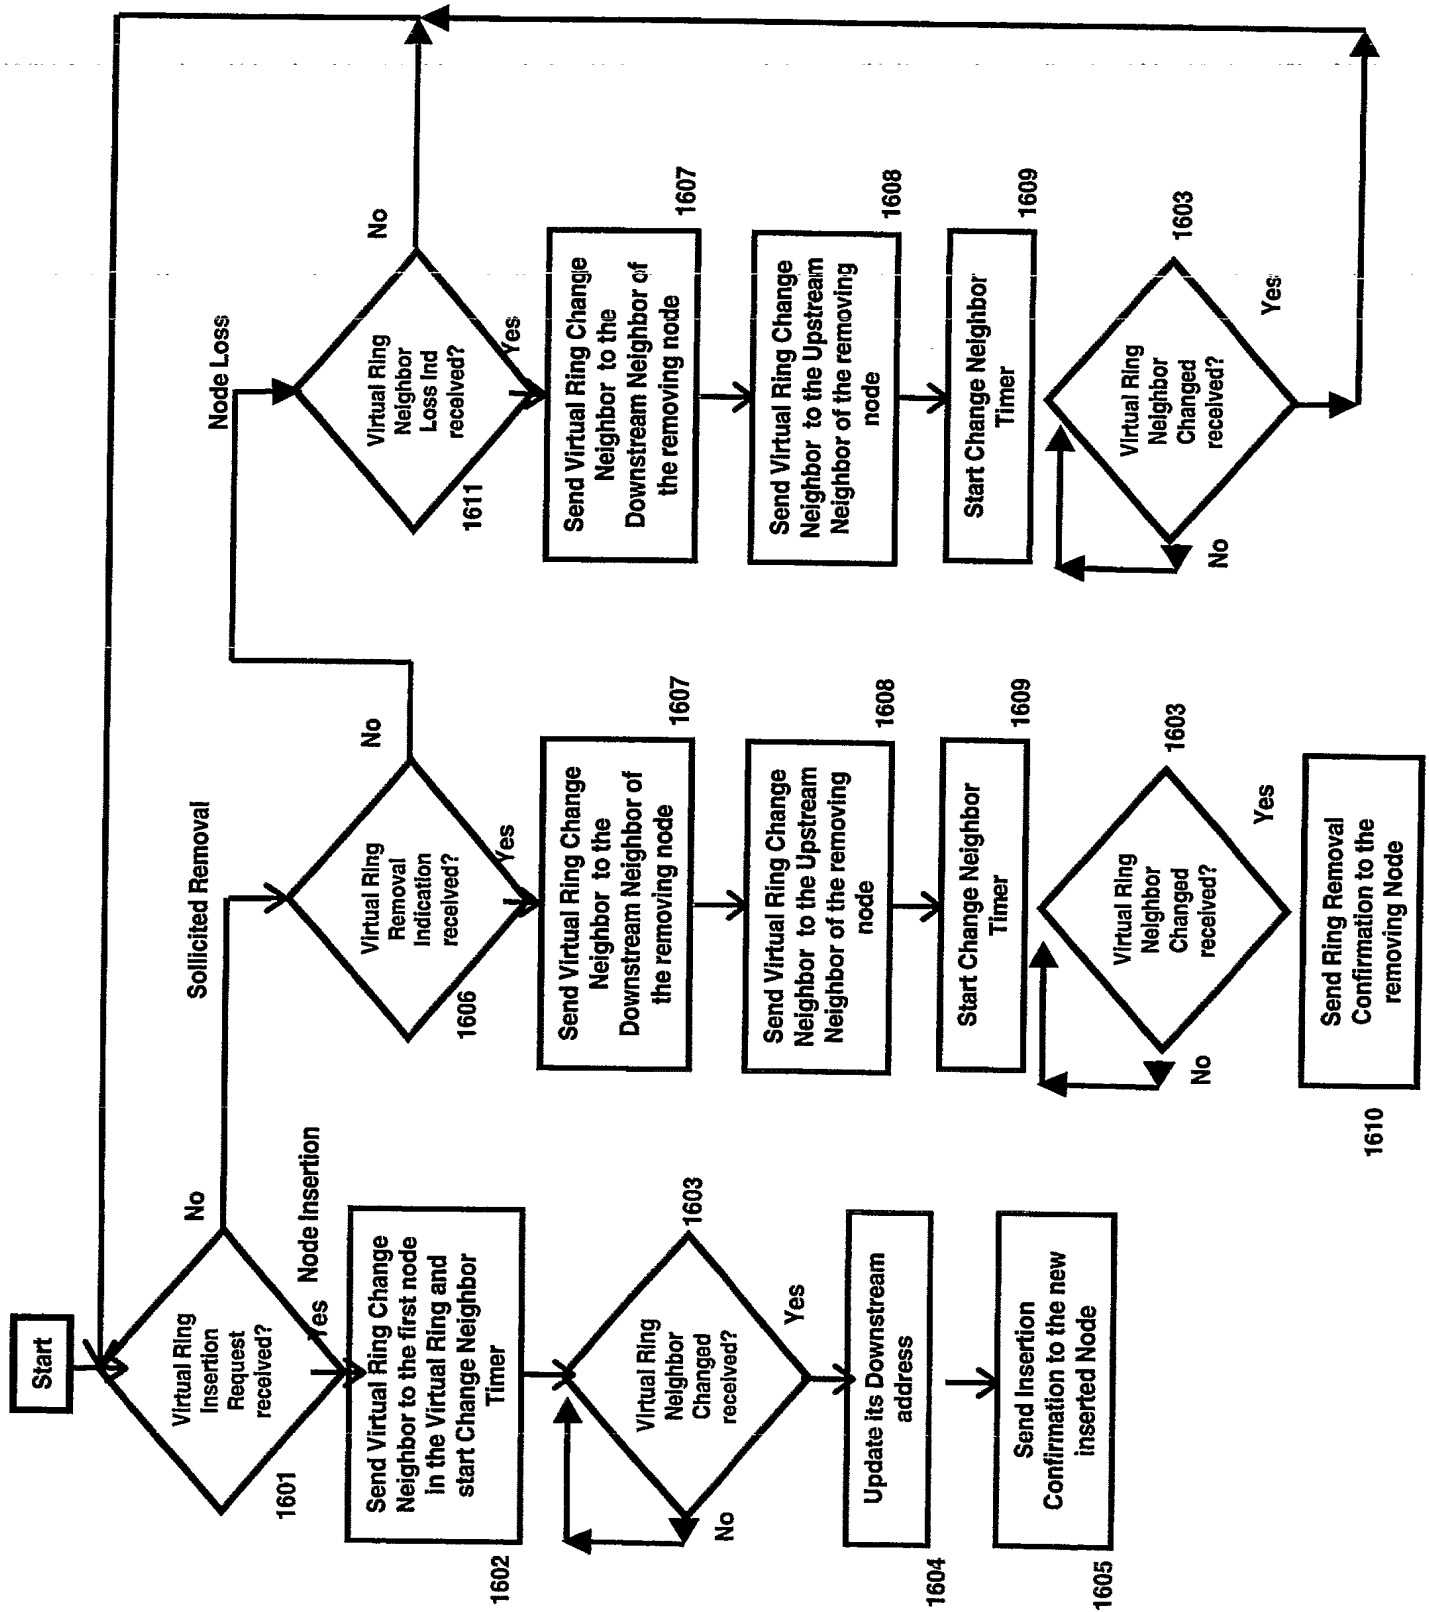 Start
Virtual Ring
Insertion
Request
received?
1601
No
Yes
Node Insertion
Send Virtual Ring Change
Neighbor to the first node
in the Virtual Ring and
start Change Neighbor
Timer
1602
Virtual Ring
Neighbor
Changed
received?
1603
No
Yes
Update its Downstream
address
1604
Send Insertion
Confirmation to the new
inserted Node
1605
Sollicited Removal
Virtual Ring
Removal
Indication
received?
1606
No
Yes
Send Virtual Ring Change
Neighbor to the
Downstream Neighbor of
the removing node
1607
Send Virtual Ring Change
Neighbor to the Upstream
Neighbor of the removing
node
1608
Start Change Neighbor
Timer
1609
Virtual Ring
Neighbor
Changed
received?
1603
No
Yes
Send Ring Removal
Confirmation to the
removing Node
1610
Node Loss
Virtual Ring
Neighbor
Loss Ind
received?
1611
No
Yes
Send Virtual Ring Change
Neighbor to the
Downstream Neighbor of
the removing node
1607
Send Virtual Ring Change
Neighbor to the Upstream
Neighbor of the removing
node
1608
Start Change Neighbor
Timer
1609
Virtual Ring
Neighbor
Changed
received?
1603
No
Yes